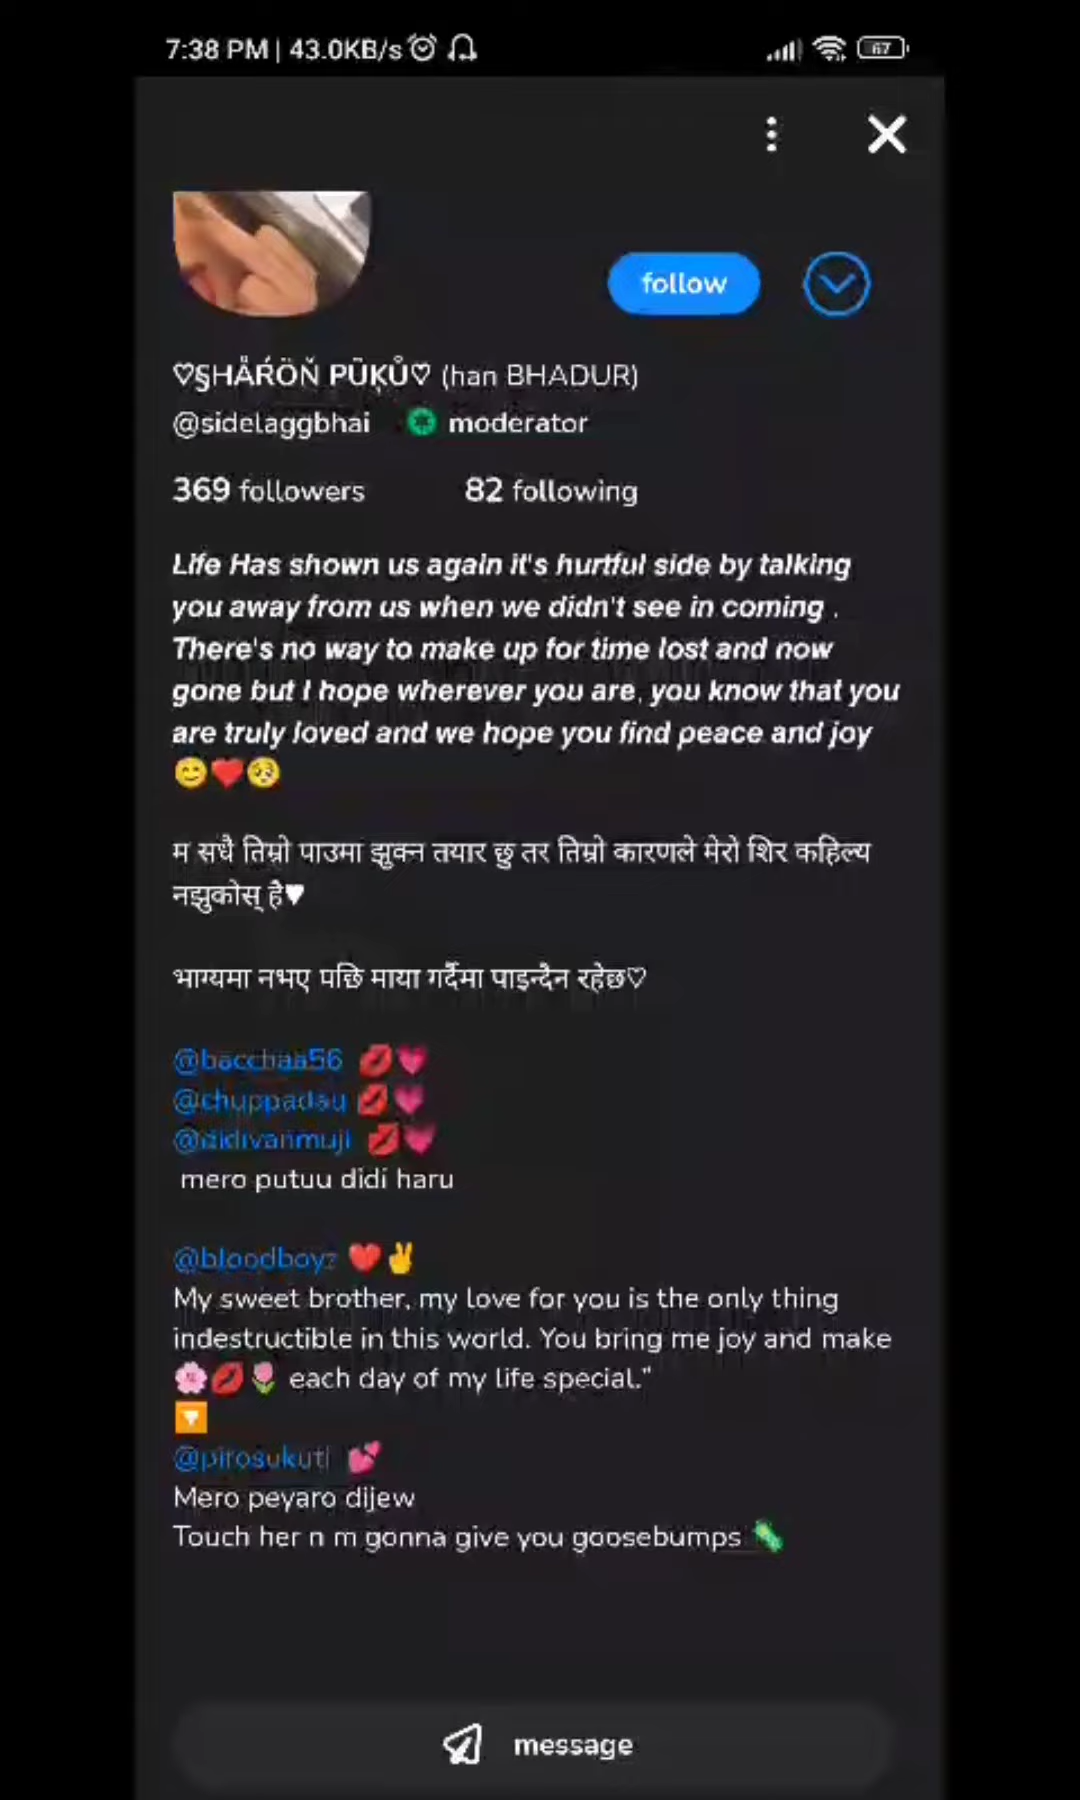 7:38 PM | 43.0KB/s
67
follow
♡§HÅŔÖŇ PŪĶŮ♡ (han BHADUR)
@sidelaggbhai moderator
369 followers 82 following
Life Has shown us again it's hurtful side by talking
you away from us when we didn't see in coming .
There's no way to make up for time lost and now
gone but I hope wherever you are, you know that you
are truly loved and we hope you find peace and joy
😊❤️🥺
म सधै तिम्रो पाउमा झुक्न तयार छु तर तिम्रो कारणले मेरो शिर कहिल्य
नझुकोस् है♥
भाग्यमा नभए पछि माया गर्दैमा पाइन्दैन रहेछ♡
@bacchaa56 💋💗
@chuppadau 💋💗
@didivanmuji 💋💗
mero putuu didi haru
@bloodboyz ❤️✌️
My sweet brother, my love for you is the only thing
indestructible in this world. You bring me joy and make
🌸💋🌷 each day of my life special.”
🔽
@pirosukuti 💕
Mero peyaro dijew
Touch her n m gonna give you goosebumps 🦠
message